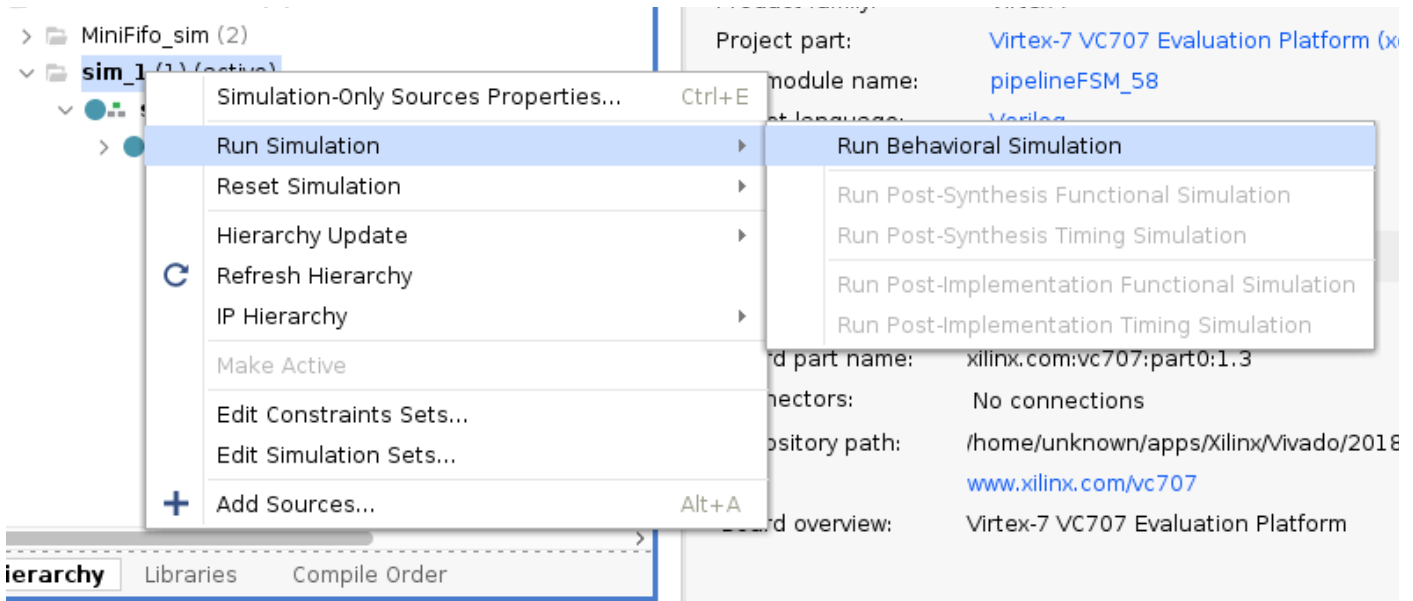 MiniFifo_sim (2)
sim_1 (1) (active)
Simulation-Only Sources Properties... Ctrl+E
Run Simulation
Reset Simulation
Hierarchy Update
Refresh Hierarchy
IP Hierarchy
Make Active
Edit Constraints Sets...
Edit Simulation Sets...
Add Sources... Alt+A
Run Behavioral Simulation
Run Post-Synthesis Functional Simulation
Run Post-Synthesis Timing Simulation
Run Post-Implementation Functional Simulation
Run Post-Implementation Timing Simulation
Project part: Virtex-7 VC707 Evaluation Platform (x
module name: pipelineFSM_58
language: Verilog
part name: xilinx.com:vc707:part0:1.3
nectors: No connections
ository path: /home/unknown/apps/Xilinx/Vivado/2018
www.xilinx.com/vc707
Board overview: Virtex-7 VC707 Evaluation Platform
ierarchy Libraries Compile Order